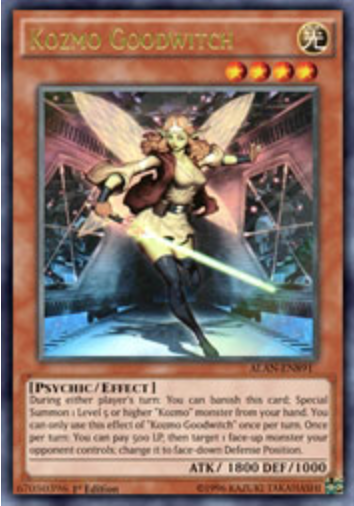 KOZMO GOODWITCH
ALAN-EN891
[PSYCHIC/EFFECT]
During either player's turn: You can banish this card; Special
Summon 1 Level 5 or higher "Kozmo" monster from your hand. You
can only use this effect of "Kozmo Goodwitch" once per turn. Once
per turn: You can pay 500 LP, then target 1 face-up monster your
opponent controls; change it to face-down Defense Position.
ATK/ 1800 DEF/1000
67050396 1st Edition
©1996 KAZUKI TAKAHASHI